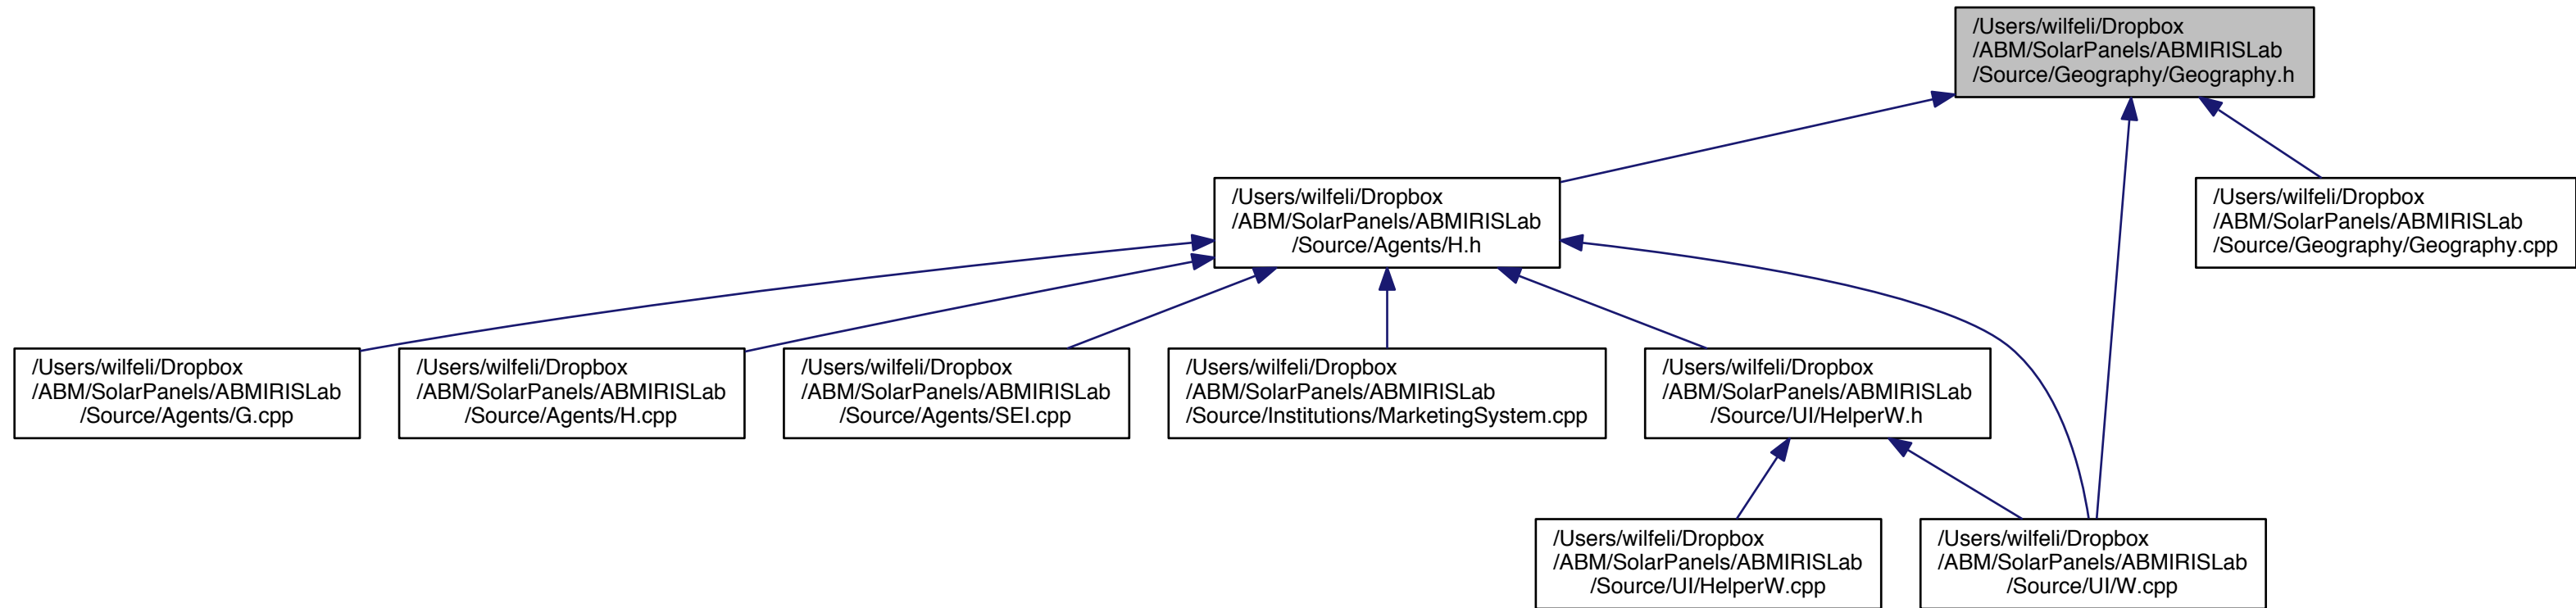 /Users/wilfeli/Dropbox
/ABM/SolarPanels/ABMIRISLab
/Source/Geography/Geography.h
/Users/wilfeli/Dropbox
/ABM/SolarPanels/ABMIRISLab
/Source/Agents/H.h
/Users/wilfeli/Dropbox
/ABM/SolarPanels/ABMIRISLab
/Source/Geography/Geography.cpp
/Users/wilfeli/Dropbox
/ABM/SolarPanels/ABMIRISLab
/Source/Agents/G.cpp
/Users/wilfeli/Dropbox
/ABM/SolarPanels/ABMIRISLab
/Source/Agents/H.cpp
/Users/wilfeli/Dropbox
/ABM/SolarPanels/ABMIRISLab
/Source/Agents/SEI.cpp
/Users/wilfeli/Dropbox
/ABM/SolarPanels/ABMIRISLab
/Source/Institutions/MarketingSystem.cpp
/Users/wilfeli/Dropbox
/ABM/SolarPanels/ABMIRISLab
/Source/UI/HelperW.h
/Users/wilfeli/Dropbox
/ABM/SolarPanels/ABMIRISLab
/Source/UI/HelperW.cpp
/Users/wilfeli/Dropbox
/ABM/SolarPanels/ABMIRISLab
/Source/UI/W.cpp